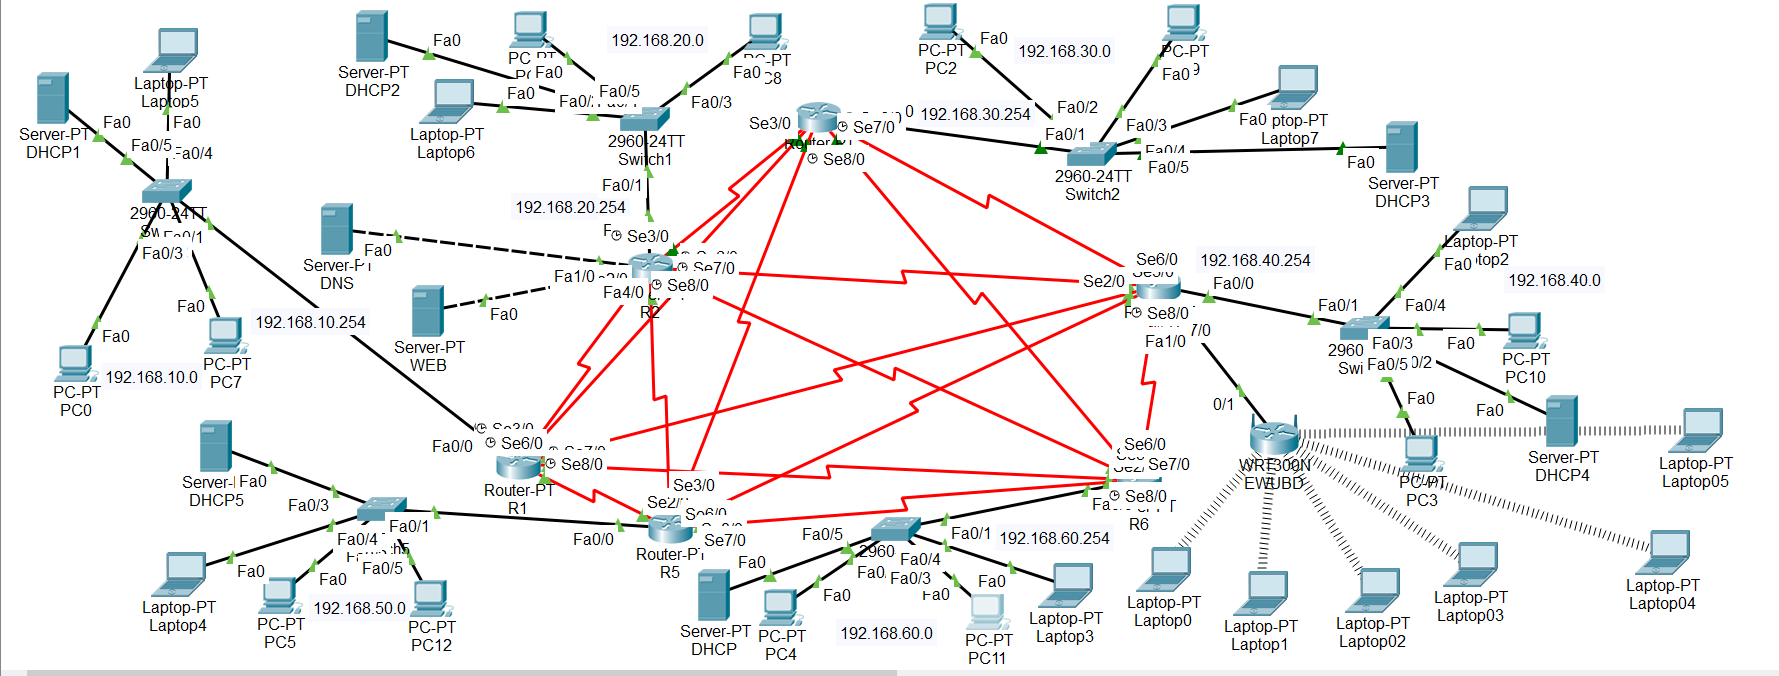 Laptop-PT
Laptop5
Server-PT
DHCP1
Fa0
Fa0
Fa0/5
Fa0/4
2960-24TT
Fa0/1
Fa0/3
Fa0
Fa0
PC-PT
PC0
192.168.10.0
PC-PT
PC7
192.168.10.254
Server-PT
DHCP2
Fa0
Fa0
Fa0/5
192.168.20.0
Fa0
Fa0/3
Fa0
Laptop-PT
Laptop6
2960-24TT
Switch1
Fa0/1
192.168.20.254
Se3/0
Server-PT
DNS
Fa0
Fa1/0
Se7/0
Fa4/0
Se8/0
R2
Server-PT
WEB
Fa0
Se3/0
Se7/0
Se8/0
192.168.30.254
PC-PT
PC2
Fa0
192.168.30.0
PC-PT
Fa0
Fa0/2
Fa0/1
Fa0/3
Fa0/4
Fa0/5
Fa0
Laptop7
2960-24TT
Switch2
Fa0
Server-PT
DHCP3
Laptop-PT
Fa0
192.168.40.0
Se6/0
Se2/0
192.168.40.254
Fa0/0
Se8/0
Fa1/0
Fa0/1
Fa0/4
Fa0/3
Fa0/5
2960
Fa0
PC-PT
PC10
Fa0
Fa0
Server-PT
DHCP4
PC-PT
PC3
0/1
WRT300N
EWUBD
Laptop-PT
Laptop05
Laptop-PT
Laptop04
Laptop-PT
Laptop03
Laptop-PT
Laptop02
Laptop-PT
Laptop1
Laptop-PT
Laptop0
Fa0/0
Se6/0
Se8/0
Router-PT
R1
Server-PT
DHCP5
Fa0
Fa0/3
Fa0/1
Fa0/4
Fa0/5
Fa0
Laptop-PT
Laptop4
Fa0
PC-PT
PC5
192.168.50.0
PC-PT
PC12
Fa0/0
Se3/0
Se6/0
Se7/0
Router-PT
R5
Se6/0
Se7/0
Se8/0
R6
Fa0/5
2960
Fa0/1
192.168.60.254
Fa0/4
Fa0/3
Fa0
Fa0
Fa0
Fa0
Server-PT
DHCP
PC-PT
PC4
192.168.60.0
PC-PT
PC11
Laptop-PT
Laptop3